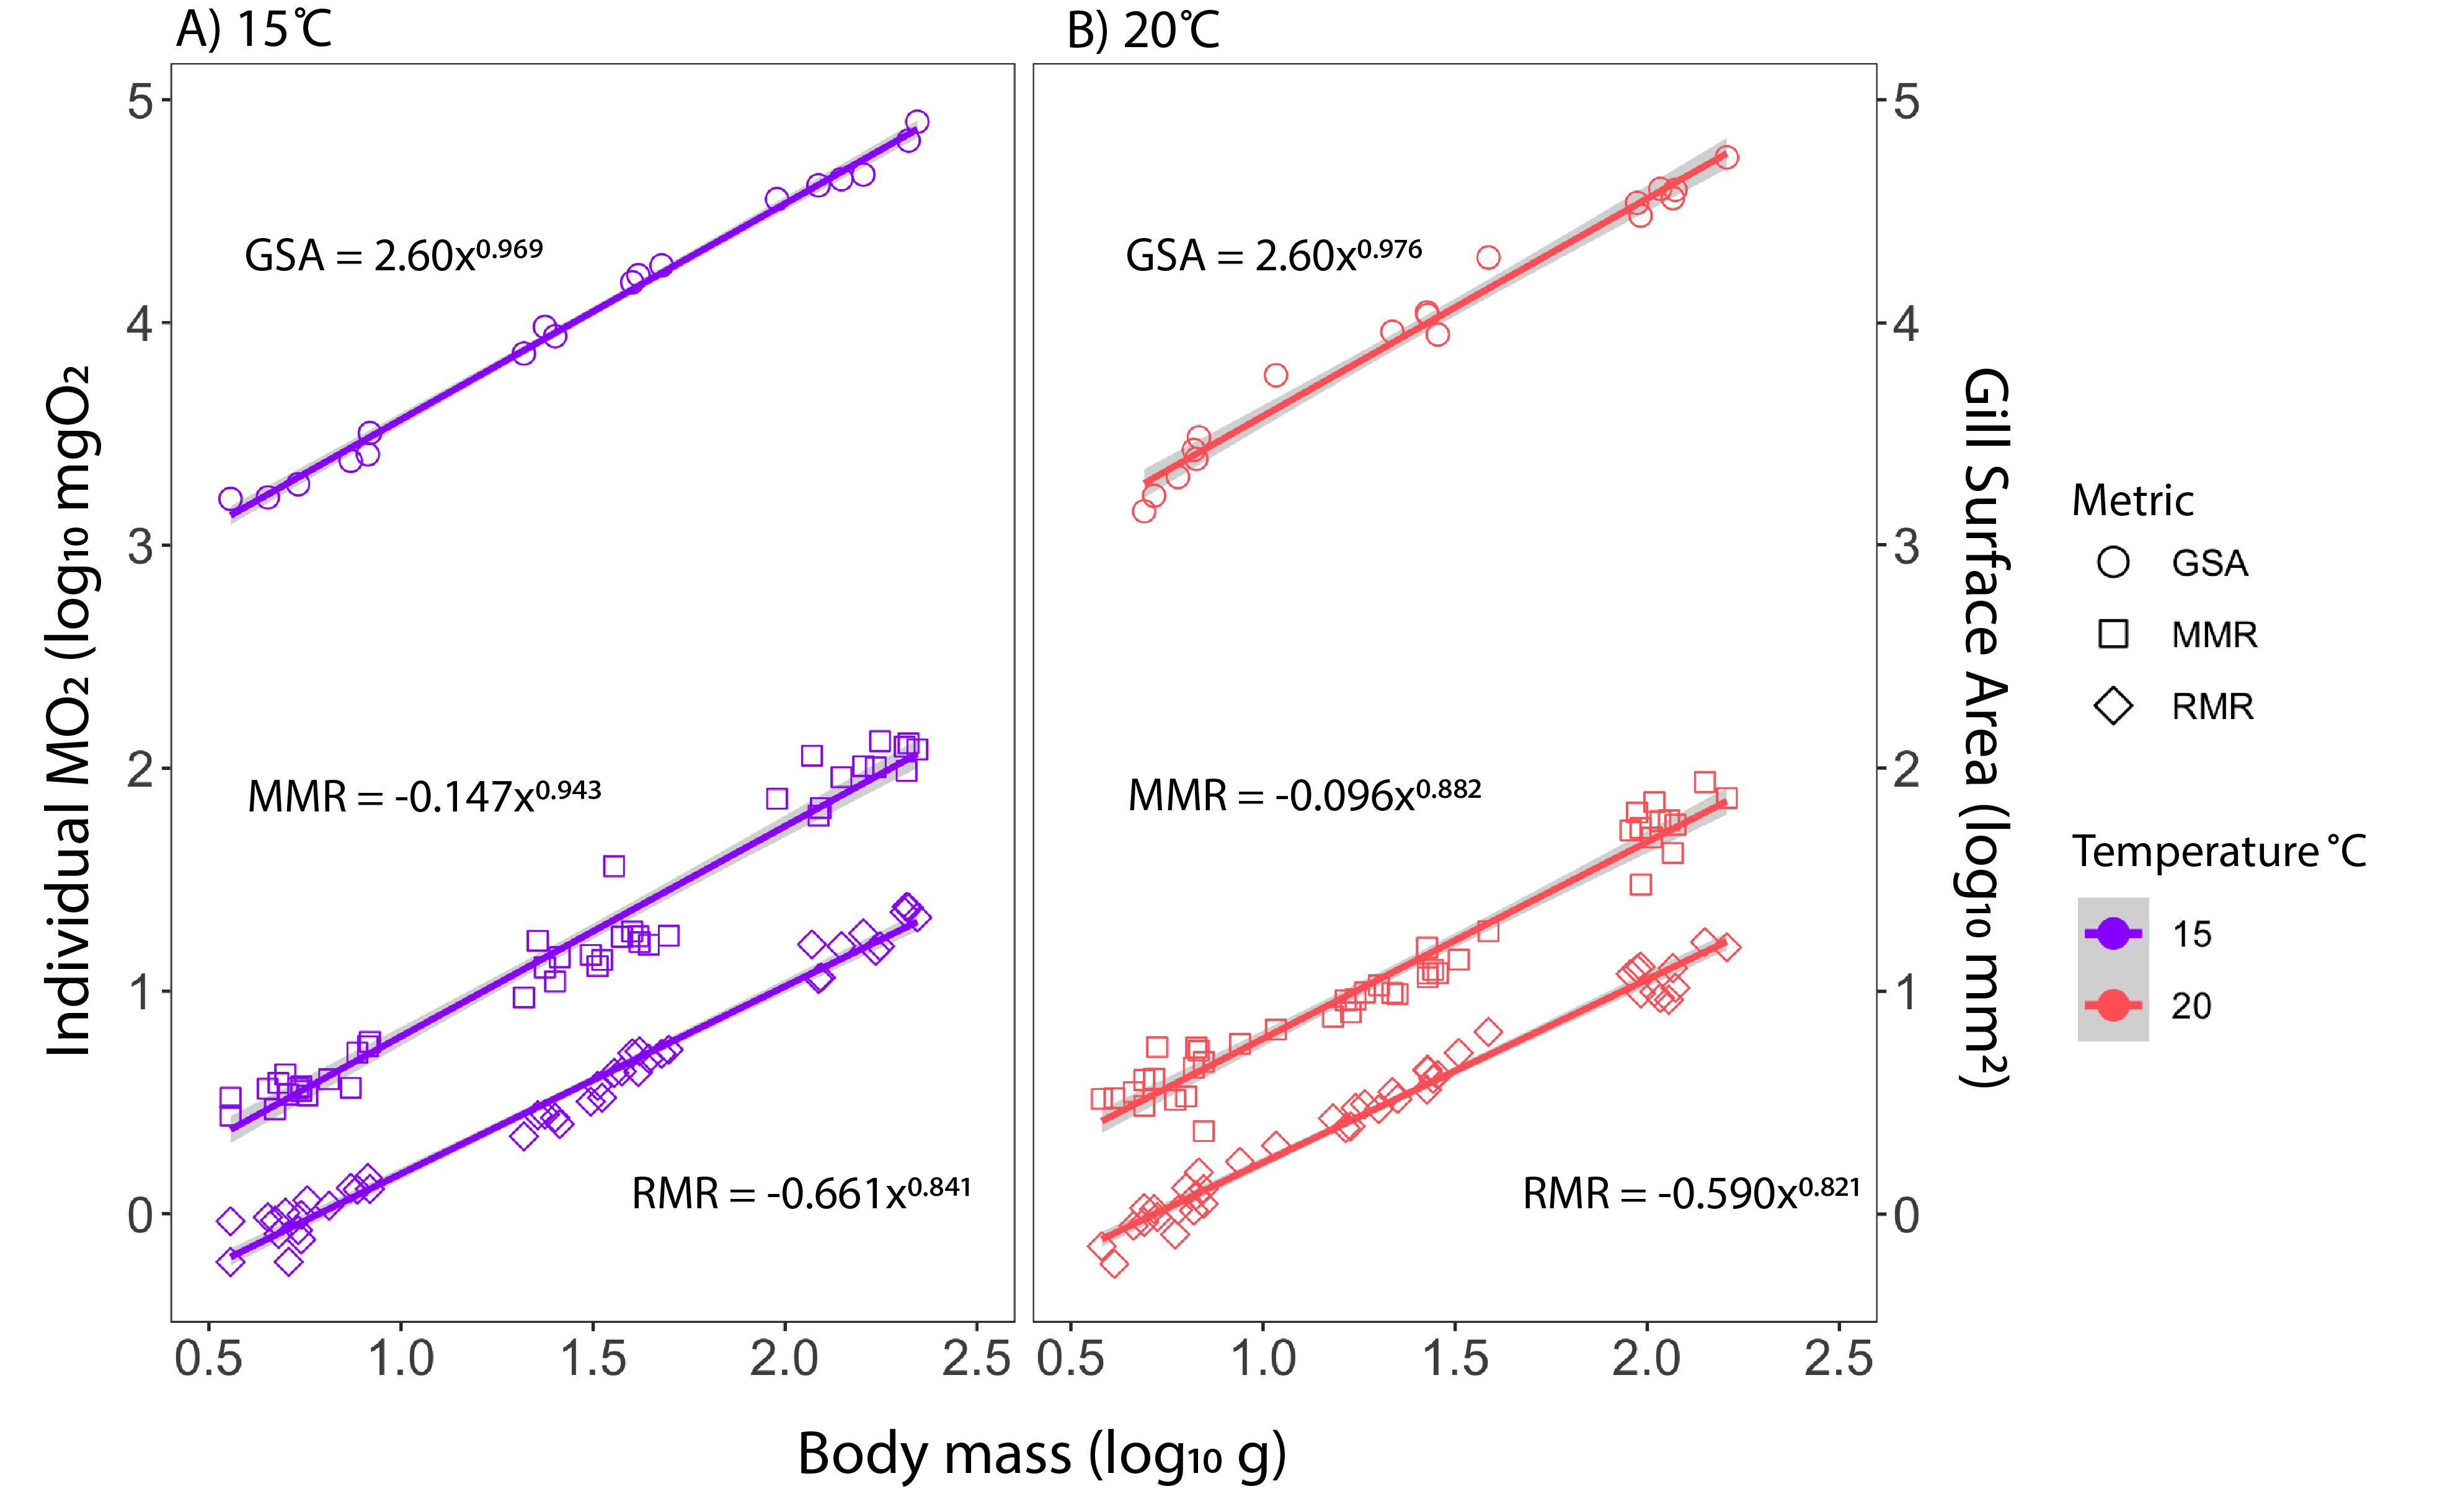 A) 15°C
B) 20°C
Individual MO₂ (log₁₀ mgO₂
5
4
3
2
1
0
GSA = 2.60x⁰·⁹⁶⁹
MMR = -0.147x⁰·⁹⁴³
RMR = -0.661x⁰·⁸⁴¹
GSA = 2.60x⁰·⁹⁷⁶
MMR = -0.096x⁰·⁸⁸²
RMR = -0.590x⁰·⁸²¹
5
4
3
2
1
0
Gill Surface Area (log₁₀ mm²)
0.5 1.0 1.5 2.0 2.5
0.5 1.0 1.5 2.0 2.5
Body mass (log₁₀ g)
Metric
GSA
MMR
RMR
Temperature °C
15
20